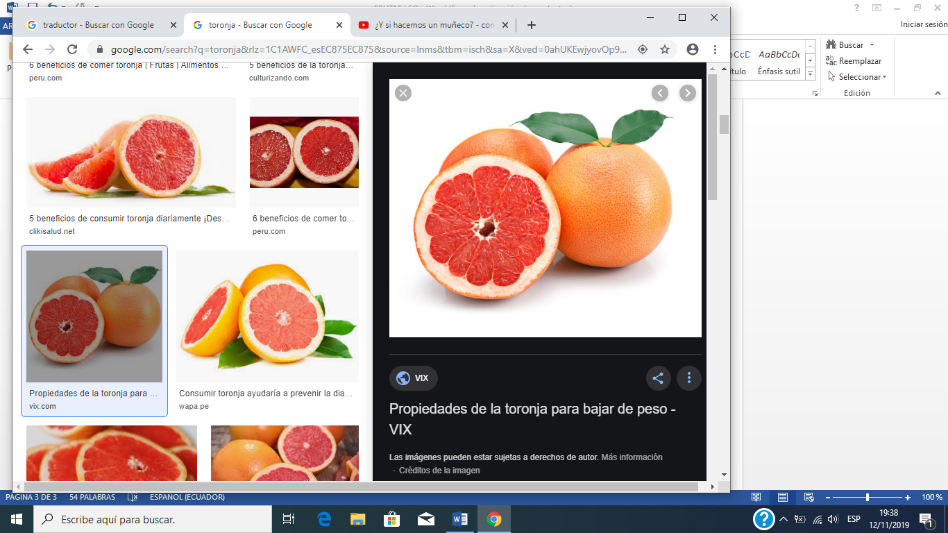 Iniciar sesión
traductor - Buscar con Google
toronja - Buscar con Google
¿Y si hacemos un muñeco? - con
google.com/search?q=toronja&rlz=1C1AWFC_esEC875EC875&source=lnms&tbm=isch&sa=X&ved=0ahUKEwjyovOp9...
Buscar
Reemplazar
Seleccionar
Edición
AaBbCcDc
Énfasis sutil
6 beneficios de comer toronja | Frutas | Alimentos ...
peru.com
5 beneficios de la toronja...
culturizando.com
5 beneficios de consumir toronja diariamente ¡Des...
clikisalud.net
6 beneficios de comer to...
peru.com
Propiedades de la toronja para ...
vix.com
Consumir toronja ayudaría a prevenir la dia...
wapa.pe
VIX
Propiedades de la toronja para bajar de peso -
VIX
Las imágenes pueden estar sujetas a derechos de autor. Más información
- Créditos de la imagen
PÁGINA 3 DE 3 54 PALABRAS ESPAÑOL (ECUADOR) 100 %
Escribe aquí para buscar.
ESP
19:38
12/11/2019
1